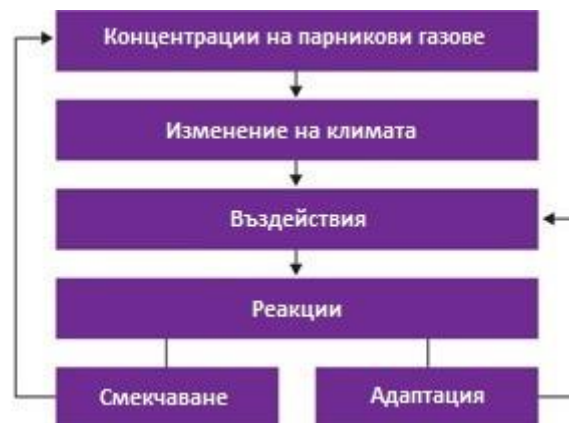 Концентрации на парникови газове
Изменение на климата
Въздействия
Реакции
Смекчаване
Адаптация